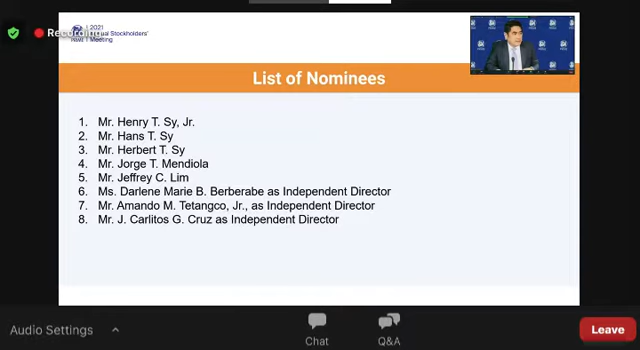 Recording
2021
Stockholders'
Meeting
List of Nominees
1. Mr. Henry T. Sy, Jr.
2. Mr. Hans T. Sy
3. Mr. Herbert T. Sy
4. Mr. Jorge T. Mendiola
5. Mr. Jeffrey C. Lim
6. Ms. Darlene Marie B. Berberabe as Independent Director
7. Mr. Amando M. Tetangco, Jr., as Independent Director
8. Mr. J. Carlitos G. Cruz as Independent Director
Audio Settings
Chat
Q&A
Leave